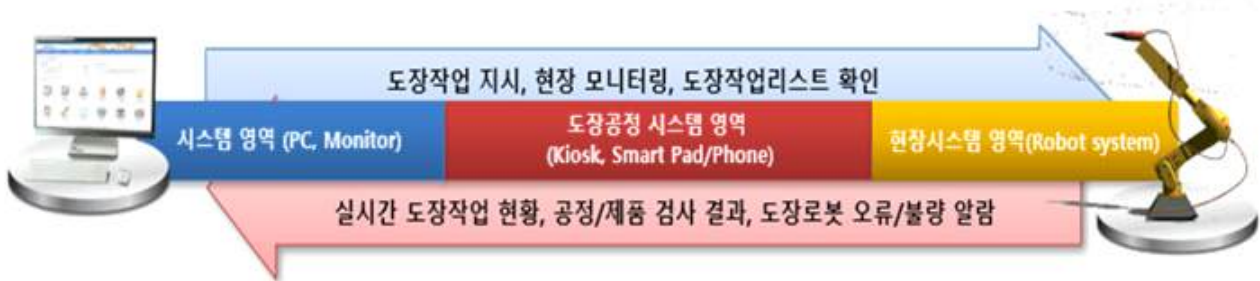 도장작업 지시, 현장 모니터링, 도장작업리스트 확인
시스템 영역 (PC, Monitor)
도장공정 시스템 영역
(Kiosk, Smart Pad/Phone)
현장시스템 영역(Robot system)
실시간 도장작업 현황, 공정/제품 검사 결과, 도장로봇 오류/불량 알람